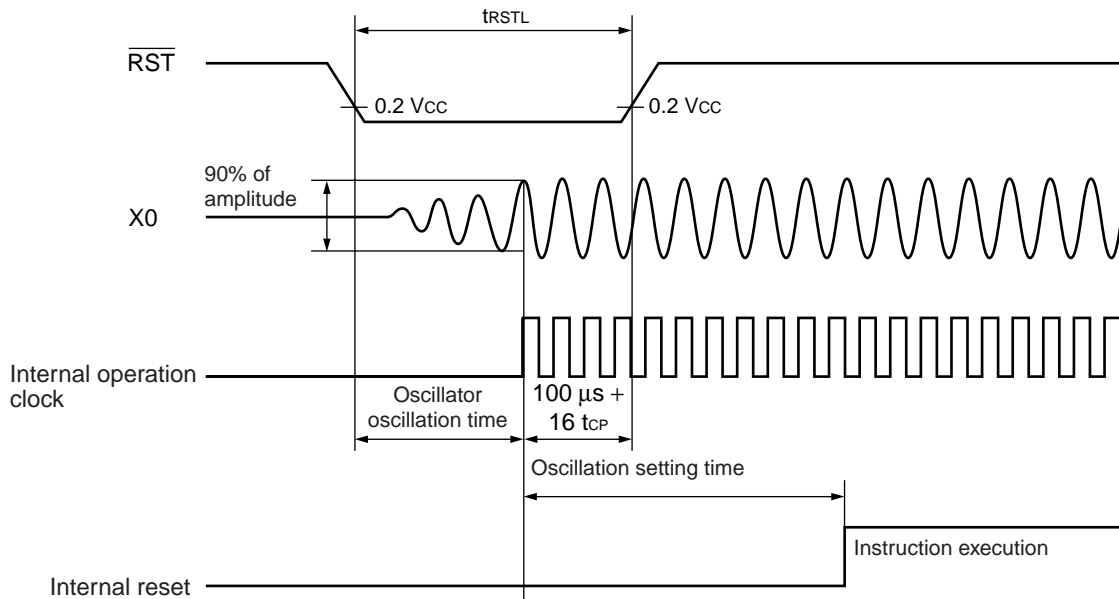 tRSTL
RST
0.2 VCC
0.2 VCC
90% of
amplitude
X0
Internal operation
clock
Oscillator
oscillation time
100 μs +
16 tCP
Oscillation setting time
Instruction execution
Internal reset